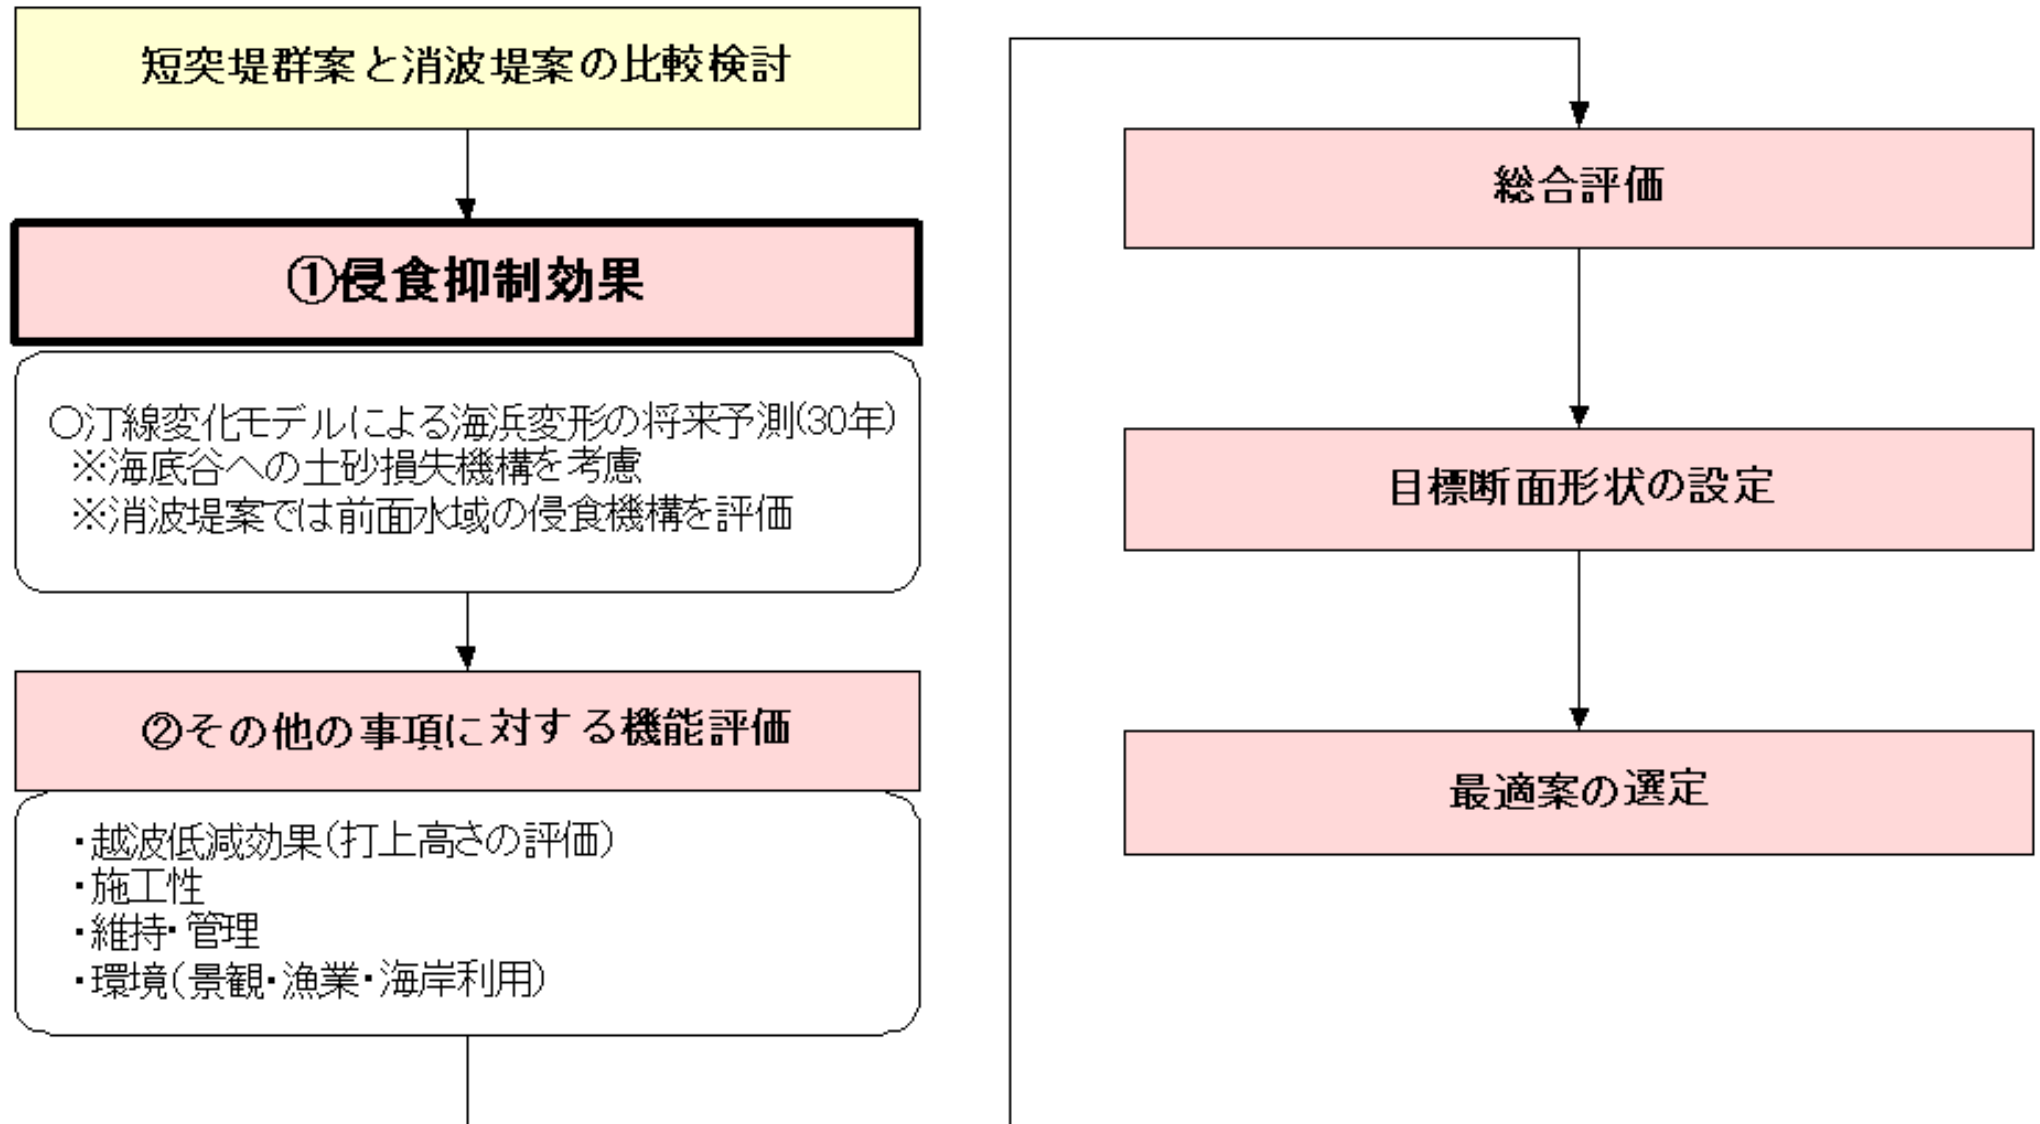 短突堤群案と消波堤案の比較検討
①侵食抑制効果
○汀線変化モデルによる海浜変形の将来予測(30年)
※海底谷への土砂損失機構を考慮
※消波堤案では前面水域の侵食機構を評価
②その他の事項に対する機能評価
・越波低減効果(打上高さの評価)
・施工性
・維持・管理
・環境(景観・漁業・海岸利用)
総合評価
目標断面形状の設定
最適案の選定